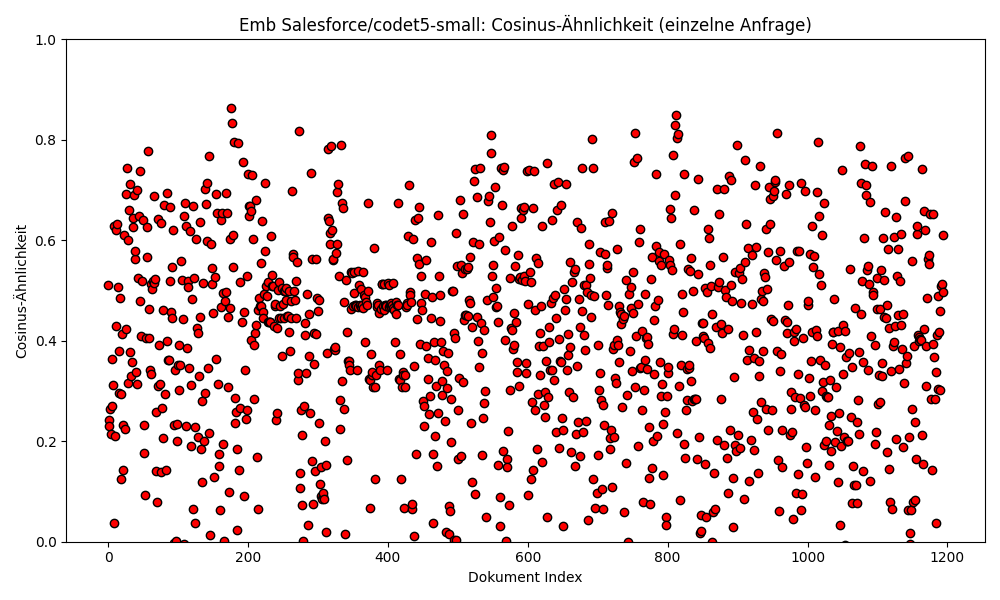 Emb Salesforce/codet5-small: Cosinus-Ähnlichkeit (einzelne Anfrage)
1.0
0.8
0.6
0.4
0.2
0.0
Cosinus-Ähnlichkeit
0 200 400 600 800 1000 1200
Dokument Index